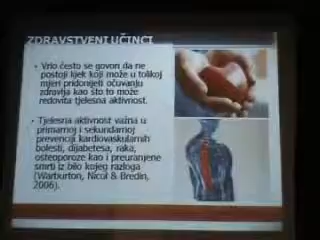 ZDRAVSTVENI UČINCI
• Vrlo često se govori da ne
postoji lijek koji može u tolikoj
mjeri pridonijeti očuvanju
zdravlja kao što to može
redovita tjelesna aktivnost.
• Tjelesna aktivnost važna u
primarnoj i sekundarnoj
prevenciji kardiovaskularnih
bolesti, dijabetesa, raka,
osteoporoze kao i preuranjene
smrti iz bilo kojeg razloga
(Warburton, Nicol & Bredin,
2006).